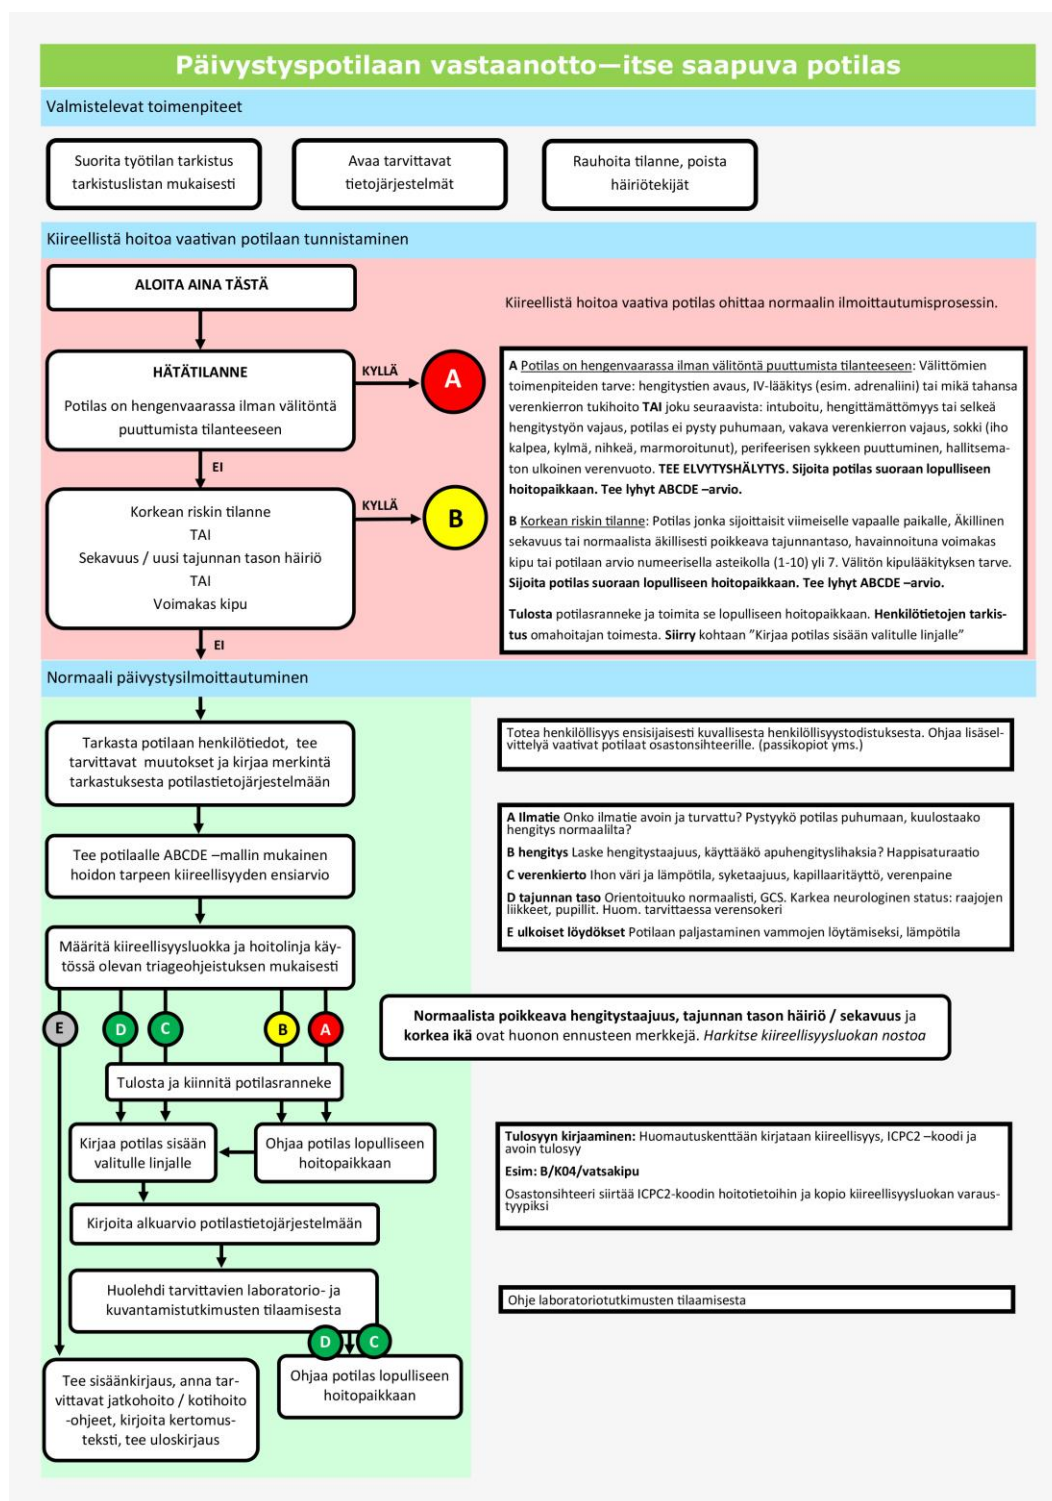 Päivystyspotilaan vastaanotto—itse saapuva potilas
Valmistelevat toimenpiteet
Suorita työtilan tarkistus
tarkistuslistan mukaisesti
Avaa tarvittavat
tietojärjestelmät
Rauhoita tilanne, poista
häiriötekijät
Kiireellistä hoitoa vaativan potilaan tunnistaminen
ALOITA AINA TÄSTÄ
Kiireellistä hoitoa vaativa potilas ohittaa normaalin ilmoittautumisprosessin.
HÄTÄTILANNE
Potilas on hengenvaarassa ilman välitöntä
puuttumista tilanteeseen
KYLLÄ
A
EI
Korkean riskin tilanne
TAI
Sekavuus / uusi tajunnan tason häiriö
TAI
Voimakas kipu
KYLLÄ
B
EI
A Potilas on hengenvaarassa ilman välitöntä puuttumista tilanteeseen: Välittömien
toimenpiteiden tarve: hengitystien avaus, IV-lääkitys (esim. adrenaliini) tai mikä tahansa
verenkierron tukihoito TAI joku seuraavista: intuboitu, hengittämättömyys tai selkeä
hengitystyön vajaus, potilas ei pysty puhumaan, vakava verenkierron vajaus, sokki (iho
kalpea, kylmä, nihkeä, marmoroitunut), perifeerisen sykkeen puuttuminen, hallitsema-
ton ulkoinen verenvuoto. TEE ELVYTYSHÄLYTYS. Sijoita potilas suoraan lopulliseen
hoitopaikkaan. Tee lyhyt ABCDE –arvio.
B Korkean riskin tilanne: Potilas jonka sijoittaisit viimeiselle vapaalle paikalle, Äkillinen
sekavuus tai normaalista äkillisesti poikkeava tajunnantaso, havainnoituna voimakas
kipu tai potilaan arvio numeerisella asteikolla (1-10) yli 7. Välitön kipulääkityksen tarve.
Sijoita potilas suoraan lopulliseen hoitopaikkaan. Tee lyhyt ABCDE –arvio.
Tulosta potilasranneke ja toimita se lopulliseen hoitopaikkaan. Henkilötietojen tarkis-
tus omahoitajan toimesta. Siirry kohtaan ”Kirjaa potilas sisään valitulle linjalle”
Normaali päivystysilmoittautuminen
Tarkasta potilaan henkilötiedot, tee
tarvittavat muutokset ja kirjaa merkintä
tarkastuksesta potilastietojärjestelmään
Totea henkilöllisyys ensisijaisesti kuvallisesta henkilöllisyystodistuksesta. Ohjaa lisäsel-
vittelyä vaativat potilaat osastonsihteerille. (passikopiot yms.)
Tee potilaalle ABCDE –mallin mukainen
hoidon tarpeen kiireellisyyden ensiarvio
A Ilmatie Onko ilmatie avoin ja turvattu? Pystyykö potilas puhumaan, kuulostaako
hengitys normaalilta?
B hengitys Laske hengitystaajuus, käyttääkö apuhengityslihaksia? Happisaturaatio
C verenkierto Ihon väri ja lämpötila, syketaajuus, kapillaaritäyttö, verenpaine
D tajunnan taso Orientoituuko normaalisti, GCS. Karkea neurologinen status: raajojen
liikkeet, pupillit. Huom. tarvittaessa verensokeri
E ulkoiset löydökset Potilaan paljastaminen vammojen löytämiseksi, lämpötila
Määritä kiireellisyysluokka ja hoitolinja käy-
tössä olevan triageohjeistuksen mukaisesti
E D C B A
Normaalista poikkeava hengitystaajuus, tajunnan tason häiriö / sekavuus ja
korkea ikä ovat huonon ennusteen merkkejä. Harkitse kiireellisyysluokan nostoa
Tulosta ja kiinnitä potilasranneke
Kirjaa potilas sisään
valitulle linjalle
Ohjaa potilas lopulliseen
hoitopaikkaan
Tulosyyn kirjaaminen: Huomautuskenttään kirjataan kiireellisyys, ICPC2 –koodi ja
avoin tulosyy
Esim: B/K04/vatsakipu
Osastonsihteeri siirtää ICPC2-koodin hoitotietoihin ja kopio kiireellisyysluokan varaus-
tyypiksi
Kirjoita alkuarvio potilastietojärjestelmään
Huolehdi tarvittavien laboratorio- ja
kuvantamistutkimusten tilaamisesta
Ohje laboratoriotutkimusten tilaamisesta
D C
Ohjaa potilas lopulliseen
hoitopaikkaan
Tee sisäänkirjaus, anna tar-
vittavat jatkohoito / kotihoito
-ohjeet, kirjoita kertomus-
teksti, tee uloskirjaus